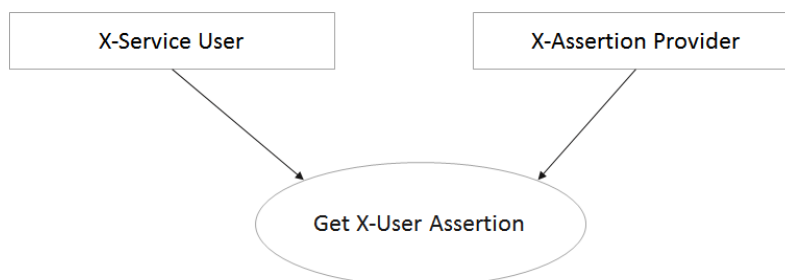 X-Service User
X-Assertion Provider
Get X-User Assertion